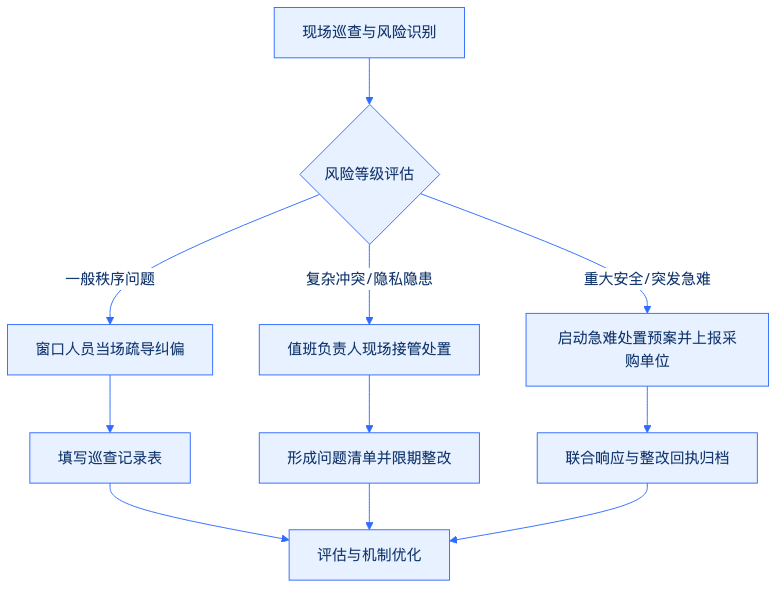 现场巡查与风险识别
风险等级评估
一般秩序问题
复杂冲突/隐私隐患
重大安全/突发急难
窗口人员当场疏导纠偏
值班负责人现场接管处置
启动急难处置预案并上报采
购单位
填写巡查记录表
形成问题清单并限期整改
联合响应与整改回执归档
评估与机制优化